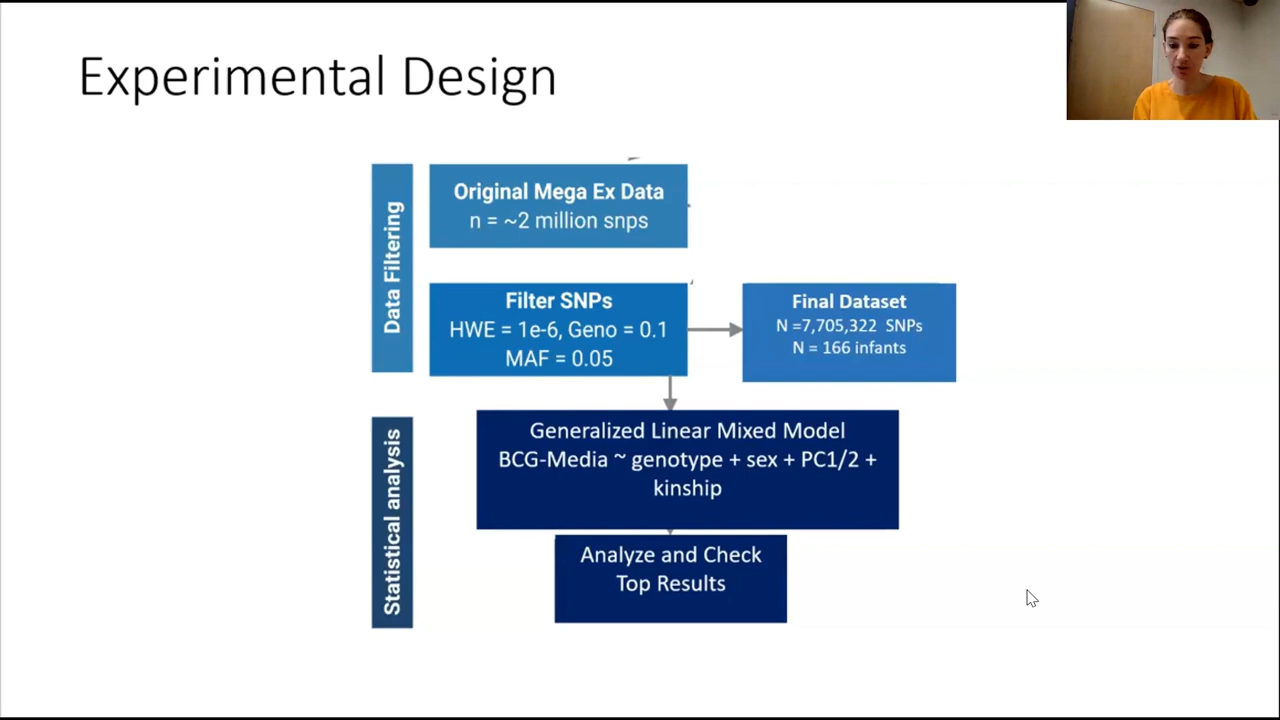 Experimental Design
Data Filtering
Original Mega Ex Data
n = ~2 million snps
Filter SNPs
HWE = 1e-6, Geno = 0.1
MAF = 0.05
Final Dataset
N =7,705,322 SNPs
N = 166 infants
Statistical analysis
Generalized Linear Mixed Model
BCG-Media ~ genotype + sex + PC1/2 +
kinship
Analyze and Check
Top Results